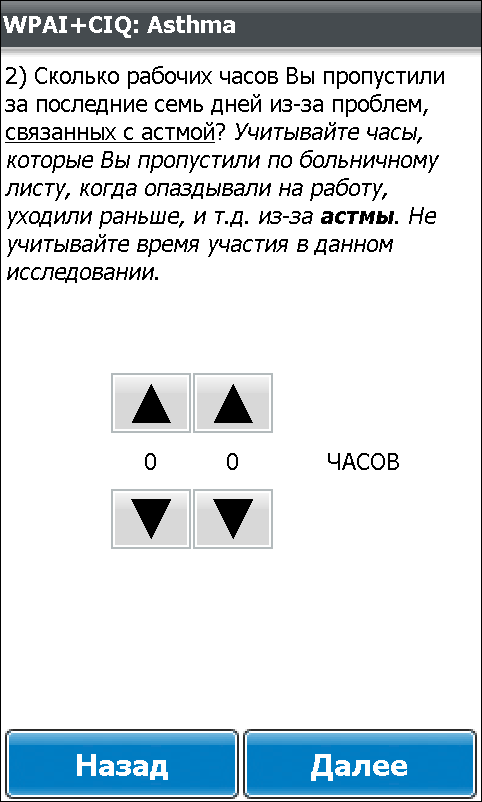 WPAI+CIQ: Asthma
2) Сколько рабочих часов Вы пропустили
за последние семь дней из-за проблем,
связанных с астмой? Учитывайте часы,
которые Вы пропустили по больничному
листу, когда опаздывали на работу,
уходили раньше, и т.д. из-за астмы. Не
учитывайте время участия в данном
исследовании.
0 0 ЧАСОВ
Назад Далее